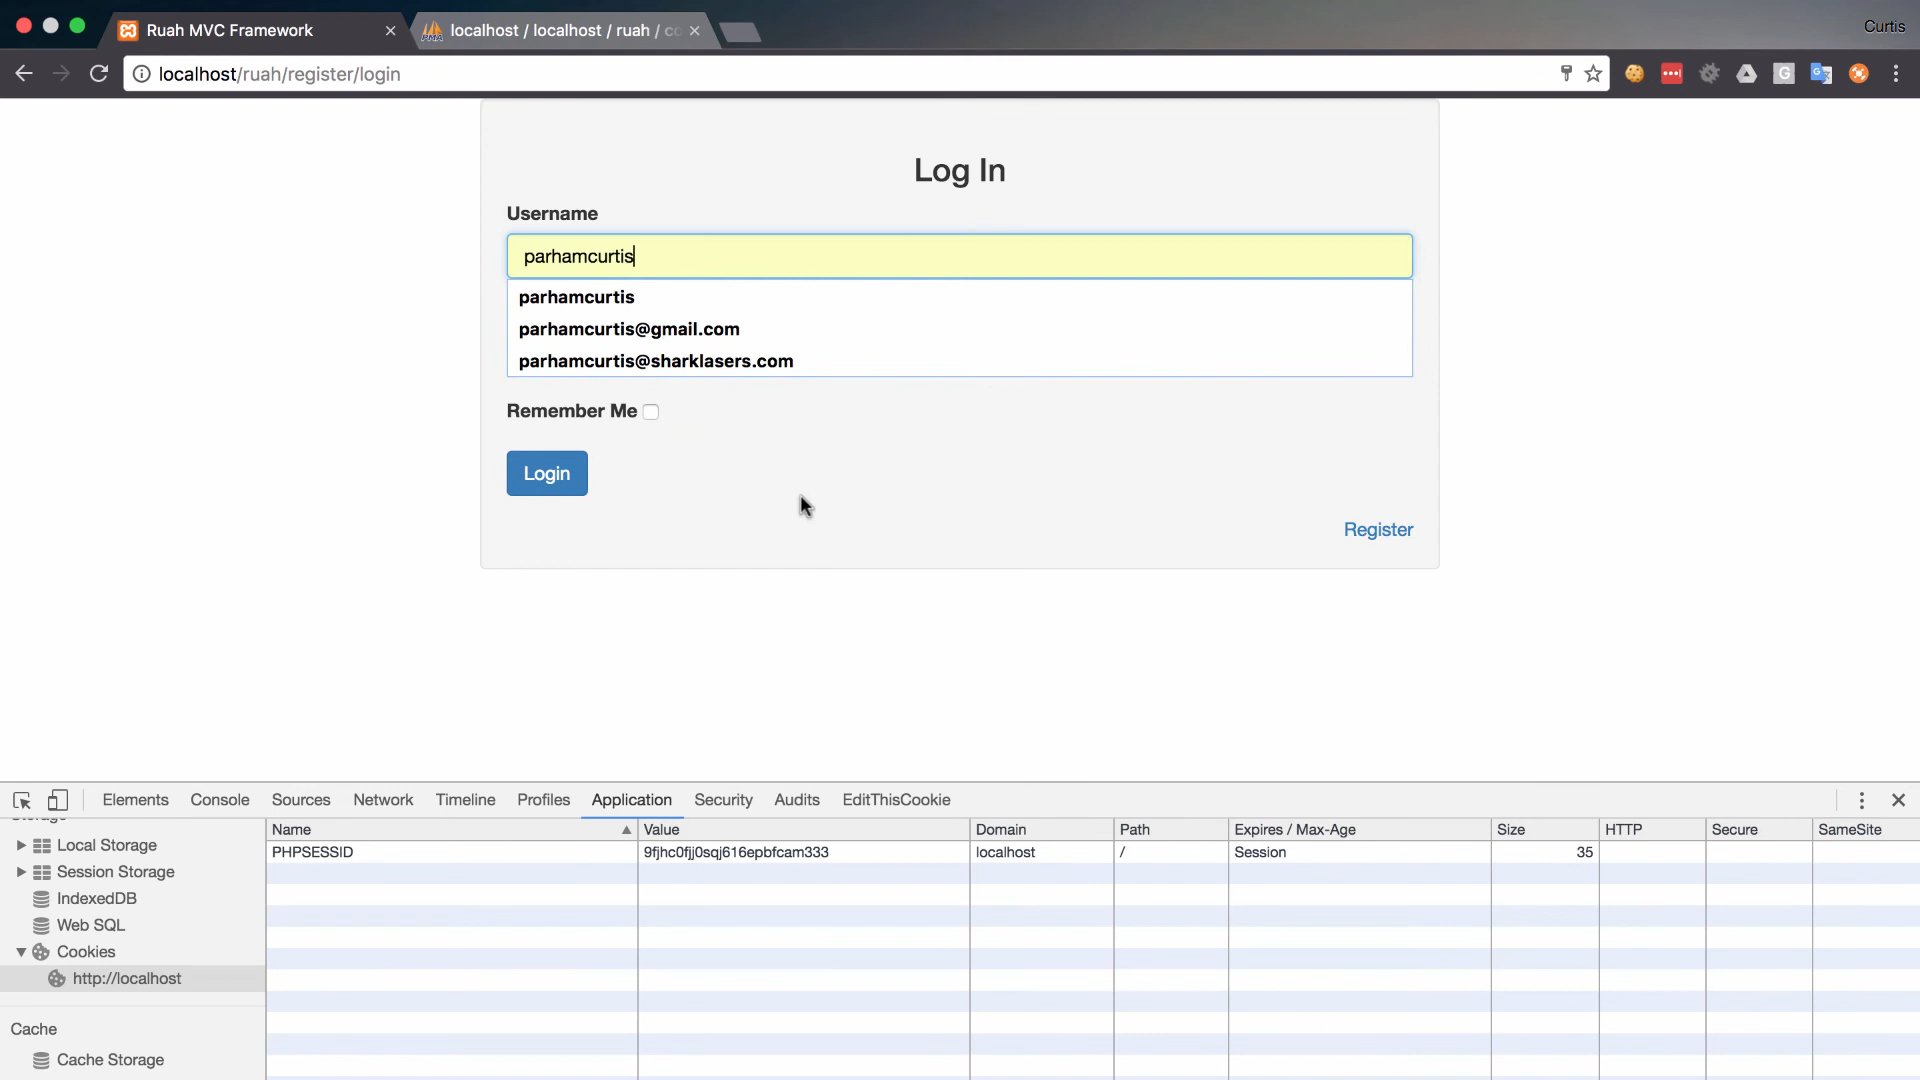 Ruah MVC Framework
localhost / localhost / ruah / co
Curtis
localhost/ruah/register/login
Log In
Username
parhamcurtis
parhamcurtis
parhamcurtis@gmail.com
parhamcurtis@sharklasers.com
Remember Me
Login
Register
Elements Console Sources Network Timeline Profiles Application Security Audits EditThisCookie
Storage
Local Storage
Session Storage
IndexedDB
Web SQL
Cookies
http://localhost
Cache
Cache Storage
Name Value Domain Path Expires / Max-Age Size HTTP Secure SameSite
PHPSESSID 9fjhc0fjj0sqj616epbfcam333 localhost / Session 35